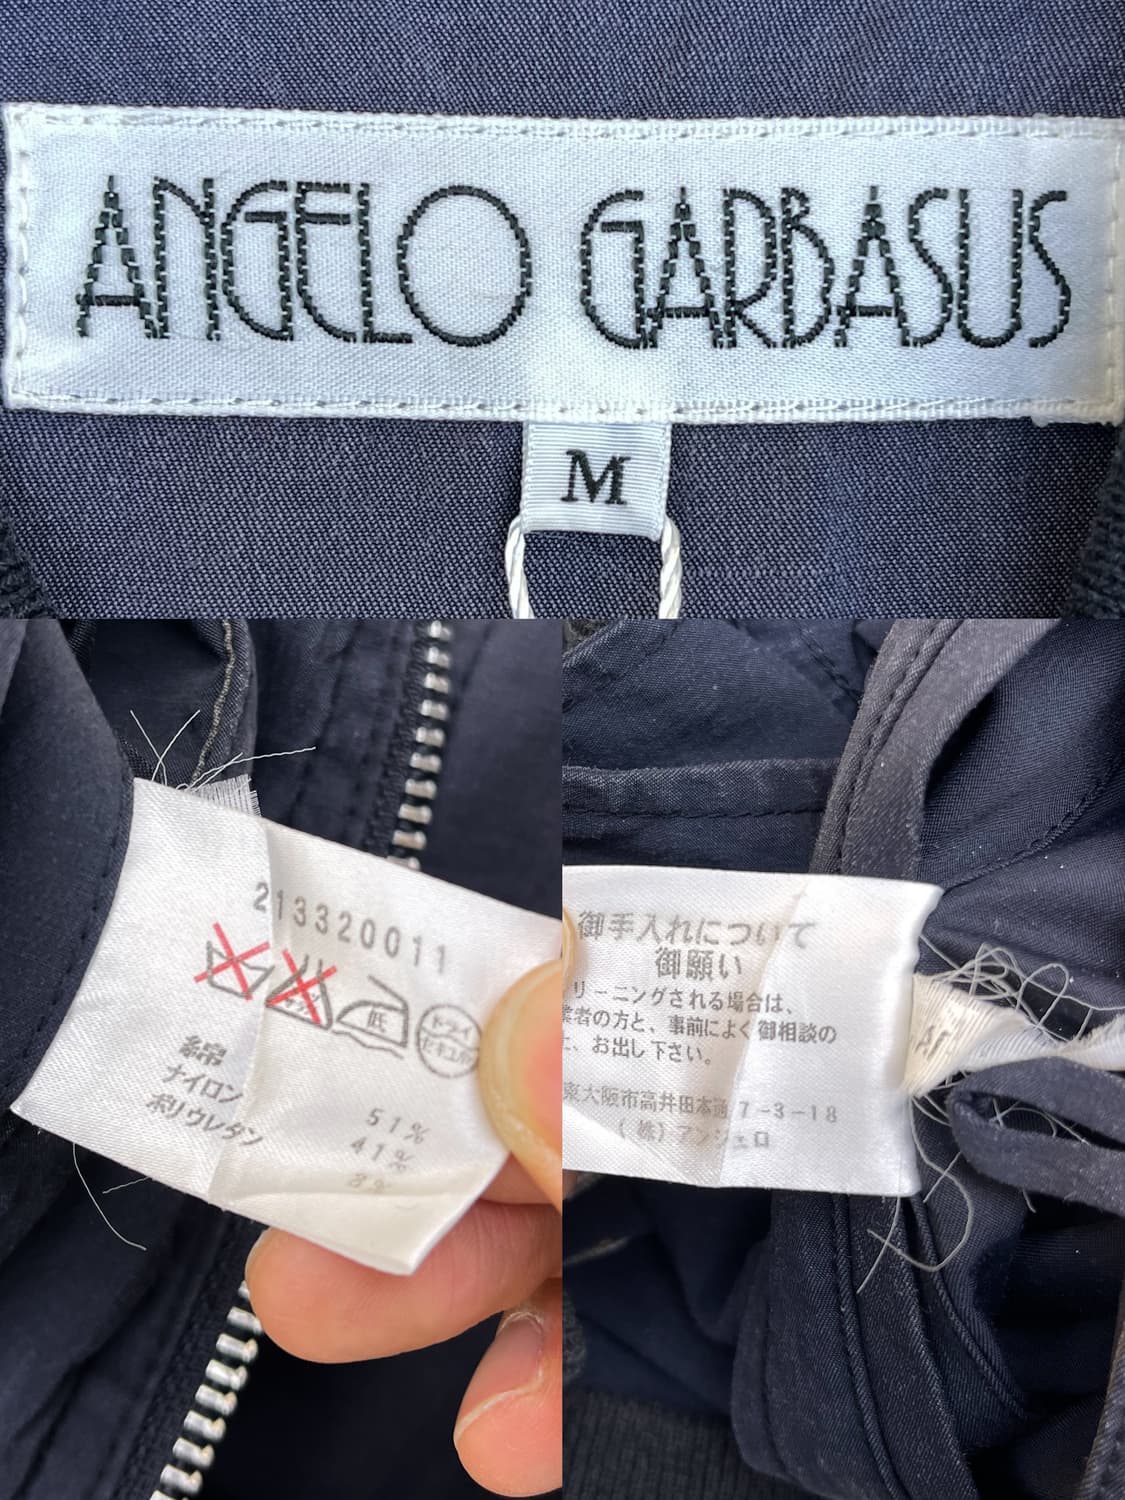 ANGELO GARBASUS
M
213320011
低
ドライ
セキユ系
綿 51%
ナイロン 41%
ポリウレタン 8%
御手入れについて
御願い
リーニングされる場合は、
業者の方と、事前によく御相談の
上、お出し下さい。
東大阪市高井田本通7-3-18
(株)アンジェロ